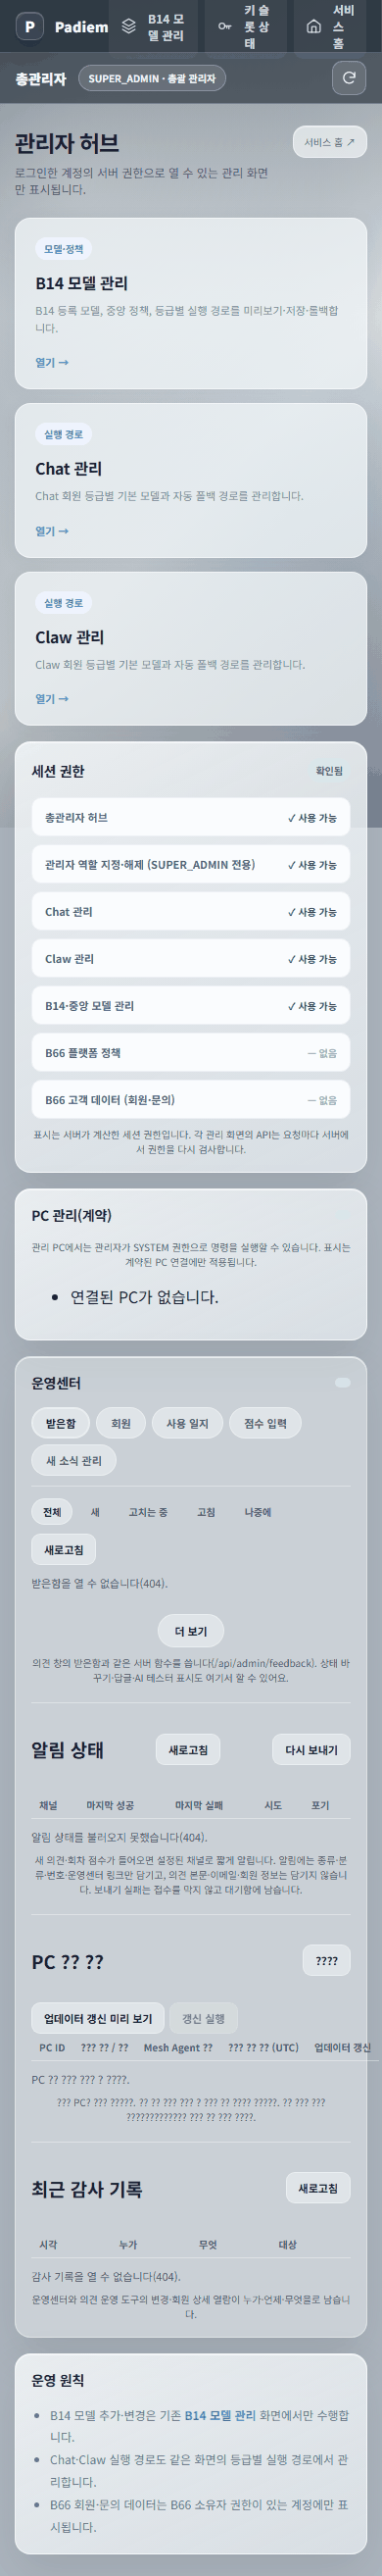 P Padiem
B14 모
델 관리
키 슬
롯 상
태
서비
스
홈
총관리자
SUPER_ADMIN · 총괄 관리자
관리자 허브
서비스 홈 ↗
로그인한 계정의 서버 권한으로 열 수 있는 관리 화면
만 표시됩니다.
모델·정책
B14 모델 관리
B14 등록 모델, 중앙 정책, 등급별 실행 경로를 미리보기·저장·롤백합
니다.
열기 →
실행 경로
Chat 관리
Chat 회원 등급별 기본 모델과 자동 폴백 경로를 관리합니다.
열기 →
실행 경로
Claw 관리
Claw 회원 등급별 기본 모델과 자동 폴백 경로를 관리합니다.
열기 →
세션 권한
확인됨
총관리자 허브
✓ 사용 가능
관리자 역할 지정·해제 (SUPER_ADMIN 전용)
✓ 사용 가능
Chat 관리
✓ 사용 가능
Claw 관리
✓ 사용 가능
B14·중앙 모델 관리
✓ 사용 가능
B66 플랫폼 정책
— 없음
B66 고객 데이터 (회원·문의)
— 없음
표시는 서버가 계산한 세션 권한입니다. 각 관리 화면의 API는 요청마다 서버에
서 권한을 다시 검사합니다.
PC 관리(계약)
관리 PC에서는 관리자가 SYSTEM 권한으로 명령을 실행할 수 있습니다. 표시는
계약된 PC 연결에만 적용됩니다.
• 연결된 PC가 없습니다.
운영센터
받은함
회원
사용 일지
점수 입력
새 소식 관리
전체
새
고치는 중
고침
나중에
새로고침
받은함을 열 수 없습니다(404).
더 보기
의견 창의 받은함과 같은 서버 함수를 씁니다(/api/admin/feedback). 상태 바
꾸기·답글·AI 테스터 표시도 여기서 할 수 있어요.
알림 상태
새로고침
다시 보내기
채널
마지막 성공
마지막 실패
시도
포기
알림 상태를 불러오지 못했습니다(404).
새 의견·회차 점수가 들어오면 설정된 채널로 짧게 알립니다. 알림에는 종류·분
류·번호·운영센터 링크만 담기고, 의견 본문·이메일·회원 정보는 담기지 않습니
다. 보내기 실패는 접수를 막지 않고 대기함에 남습니다.
PC ?? ??
????
업데이터 갱신 미리 보기
갱신 실행
PC ID
??? ?? / ??
Mesh Agent ??
??? ?? ?? (UTC)
업데이터 갱신
PC ?? ??? ??? ? ????.
??? PC? ??? ?????. ?? ?? ??? ??? ? ??? ?? ???? ?????. ?? ??? ???
????????????? ??? ?? ??? ????.
최근 감사 기록
새로고침
시각
누가
무엇
대상
감사 기록을 열 수 없습니다(404).
운영센터와 의견 운영 도구의 변경·회원 상세 열람이 누가·언제·무엇을로 남습니
다.
운영 원칙
• B14 모델 추가·변경은 기존 B14 모델 관리 화면에서만 수행합
니다.
• Chat·Claw 실행 경로도 같은 화면의 등급별 실행 경로에서 관
리합니다.
• B66 회원·문의 데이터는 B66 소유자 권한이 있는 계정에만 표
시됩니다.